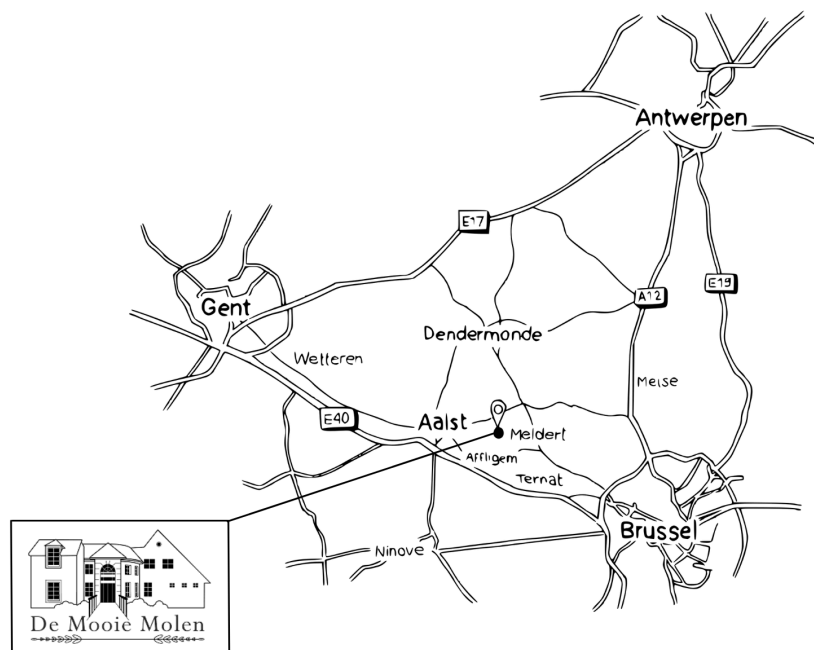 Antwerpen
E17
E19
A12
Gent
Dendermonde
Wetteren
Meise
E40
Aalst
Meldert
Affligem
Ternat
Brussel
Ninove
De Mooie Molen